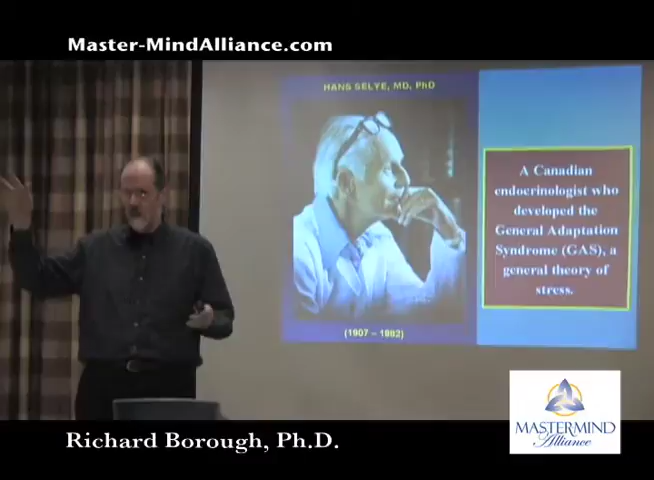 Master-MindAlliance.com
HANS SELYE, MD, PhD
A Canadian
endocrinologist who
developed the
General Adaptation
Syndrome (GAS), a
general theory of
stress.
(1907 – 1982)
MASTERMIND
Alliance
Richard Borough, Ph.D.